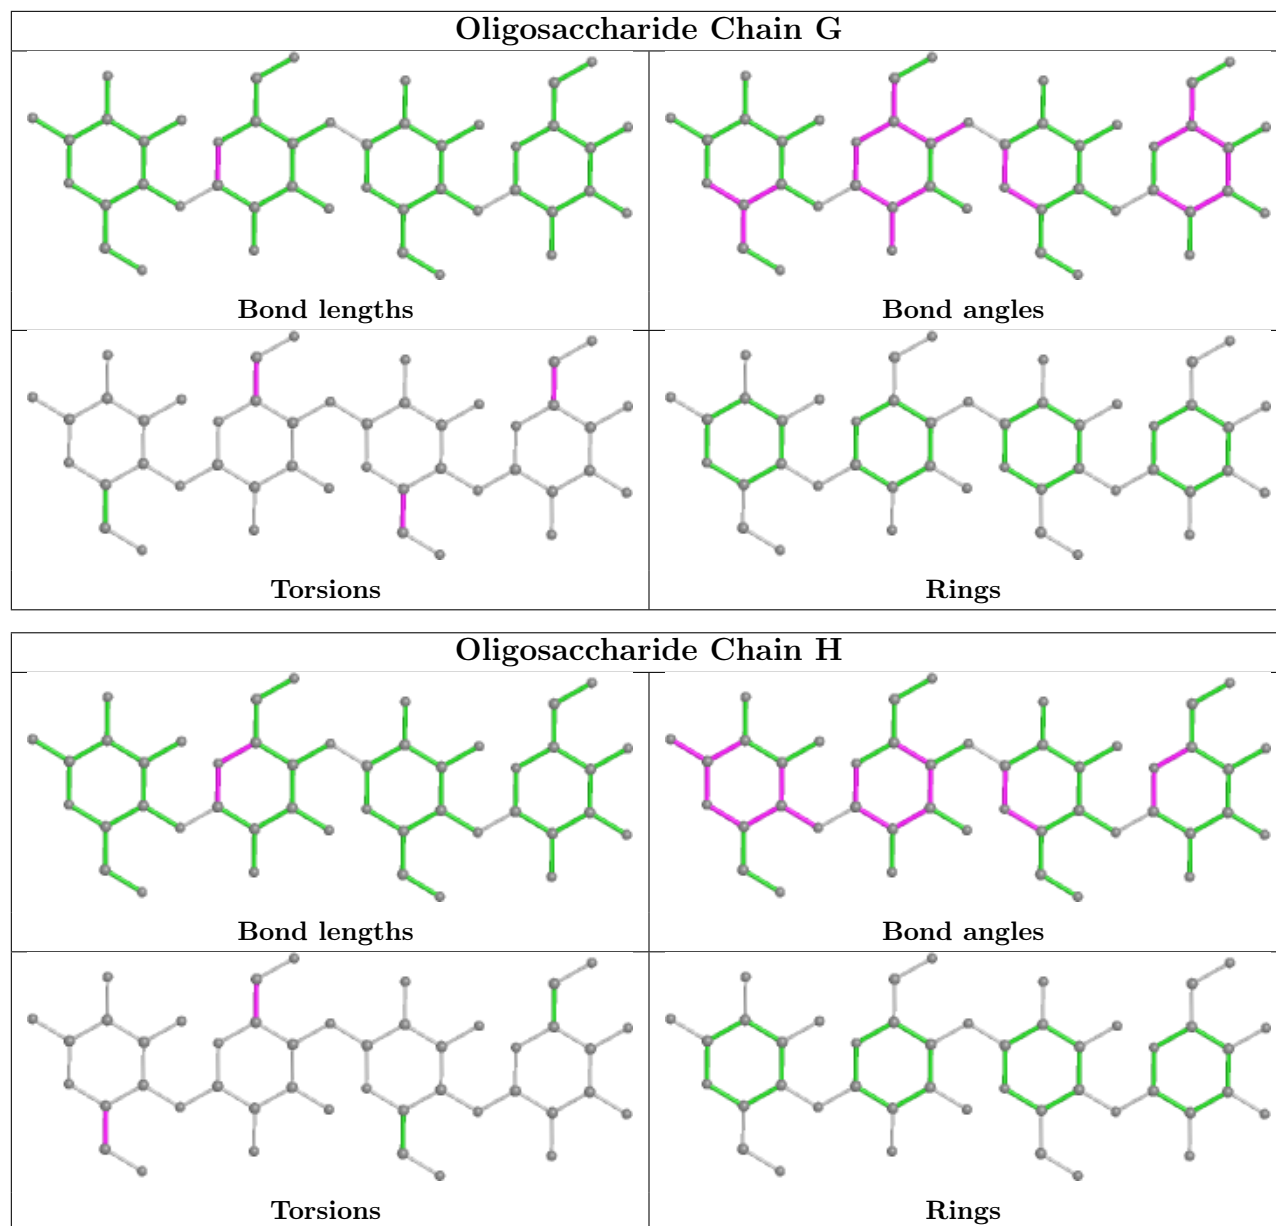 Oligosaccharide Chain G
Bond lengths
Bond angles
Torsions
Rings
Oligosaccharide Chain H
Bond lengths
Bond angles
Torsions
Rings